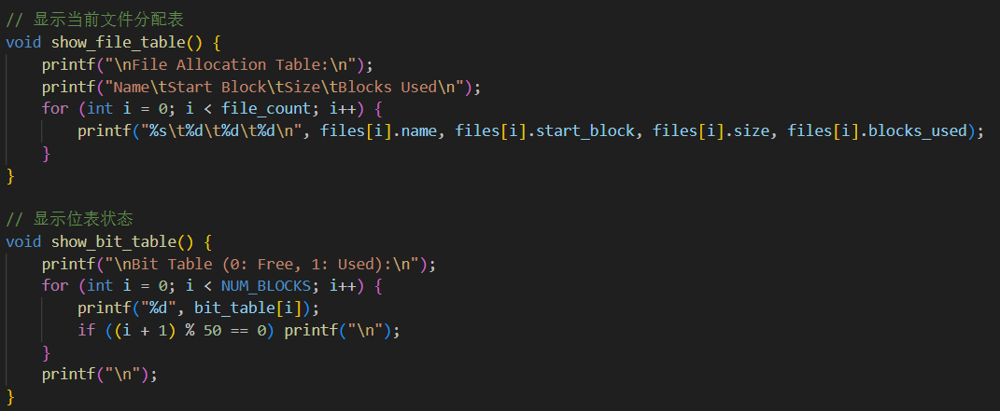 // 显示当前文件分配表
void show_file_table() {
    printf("\nFile Allocation Table:\n");
    printf("Name\tStart Block\tSize\tBlocks Used\n");
    for (int i = 0; i < file_count; i++) {
        printf("%s\t%d\t%d\t%d\n", files[i].name, files[i].start_block, files[i].size, files[i].blocks_used);
    }
}

// 显示位表状态
void show_bit_table() {
    printf("\nBit Table (0: Free, 1: Used):\n");
    for (int i = 0; i < NUM_BLOCKS; i++) {
        printf("%d", bit_table[i]);
        if ((i + 1) % 50 == 0) printf("\n");
    }
    printf("\n");
}